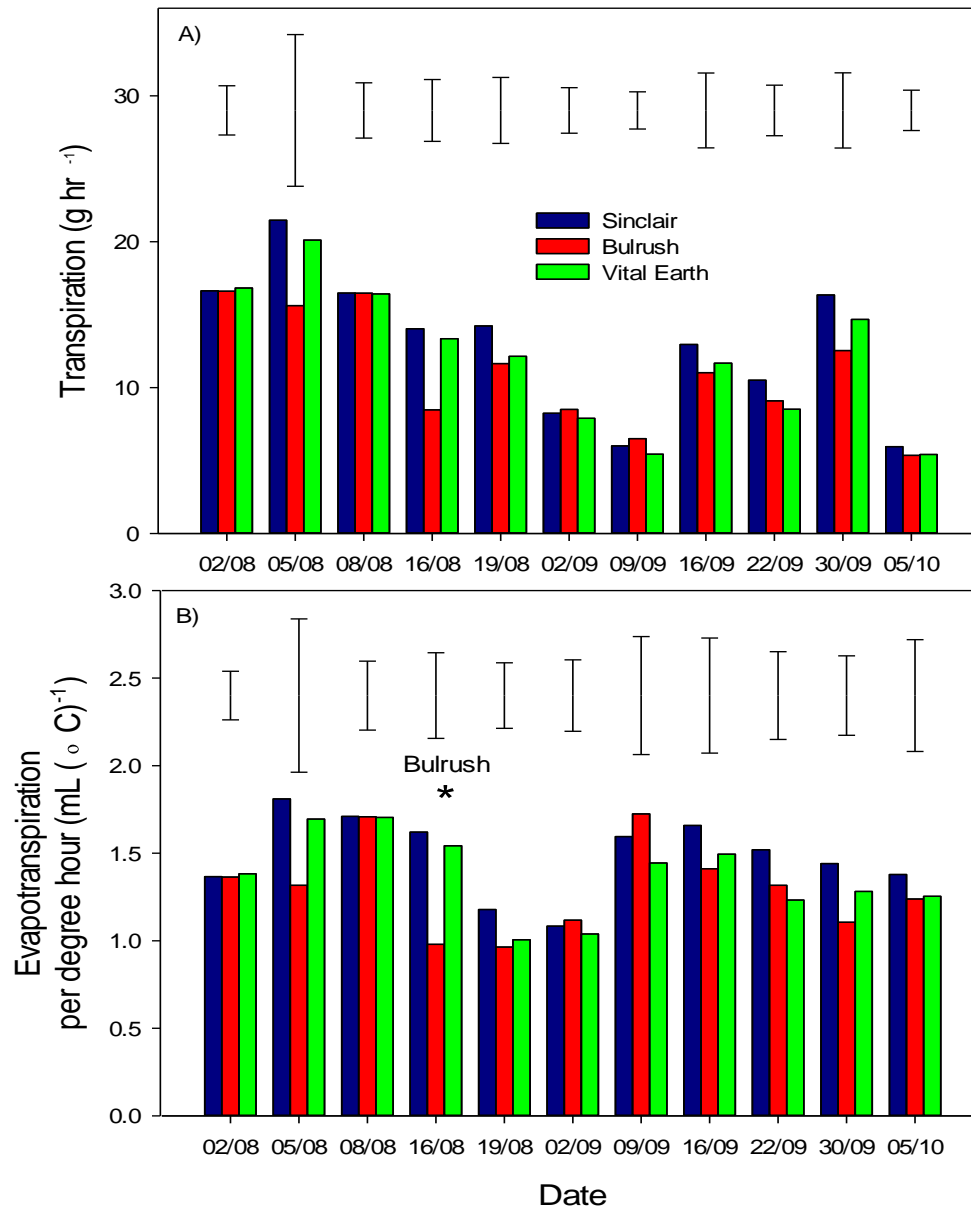 A)
Transpiration (g hr -1)
30
20
10
0
Sinclair
Bulrush
Vital Earth
02/08 05/08 08/08 16/08 19/08 02/09 09/09 16/09 22/09 30/09 05/10
B)
Evapotranspiration
per degree hour (mL ( o C)-1)
3.0
2.5
2.0
1.5
1.0
0.5
0.0
Bulrush
*
02/08 05/08 08/08 16/08 19/08 02/09 09/09 16/09 22/09 30/09 05/10
Date